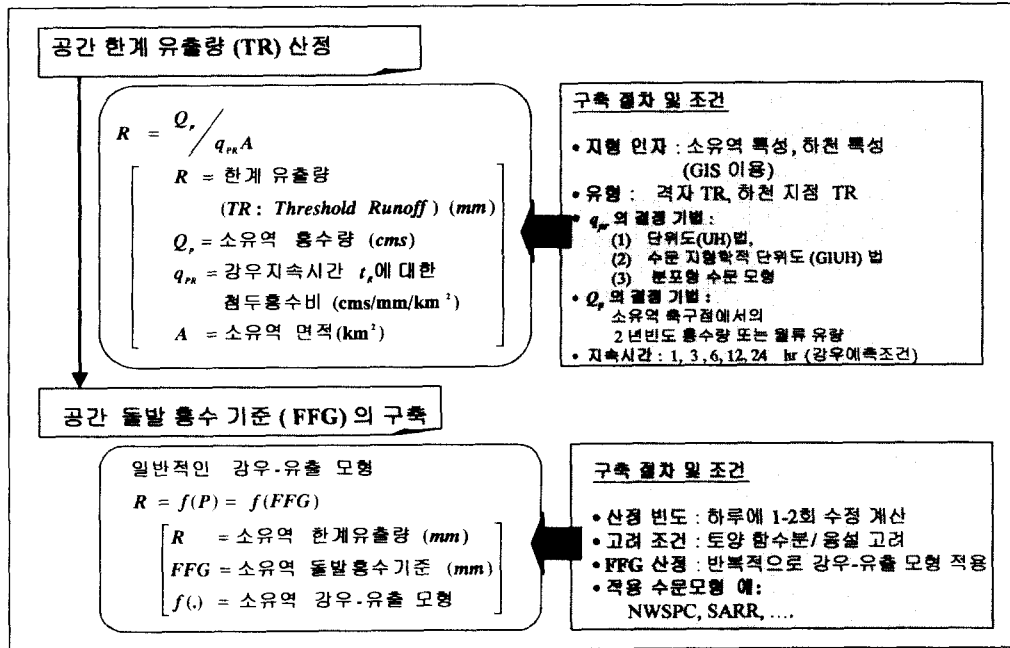 공간 한계 유출량 (TR) 산정
R = Q_p / q_PR A
R = 한계 유출량
(TR : Threshold Runoff ) (mm)
Q_p = 소유역 홍수량 (cms)
q_PR = 강우지속시간 t_R에 대한
첨두홍수비 (cms/mm/km²)
A = 소유역 면적(km²)
구축 절차 및 조건
• 지형 인자 : 소유역 특성, 하천 특성
(GIS 이용)
• 유형 : 격자 TR, 하천 지점 TR
• q_pr 의 결정 기법 :
(1) 단위도(UH)법,
(2) 수문 지형학적 단위도 (GIUH) 법
(3) 분포형 수문 모형
• Q_p 의 결정 기법 :
소유역 출구점에서의
2 년빈도 홍수량 또는 월류 유량
• 지속시간 : 1, 3 , 6, 12, 24 hr (강우예측조건)
공간 돌발 홍수 기준 ( FFG) 의 구축
일반적인 강우-유출 모형
R = f(P) = f(FFG)
R = 소유역 한계유출량 (mm)
FFG = 소유역 돌발홍수기준 (mm)
f(.) = 소유역 강우-유출 모형
구축 절차 및 조건
• 산정 빈도 : 하루에 1-2회 수정 계산
• 고려 조건 : 토양 함수분/ 융설 고려
• FFG 산정 : 반복적으로 강우-유출 모형 적용
• 적용 수문모형 예:
NWSPC, SARR, ….